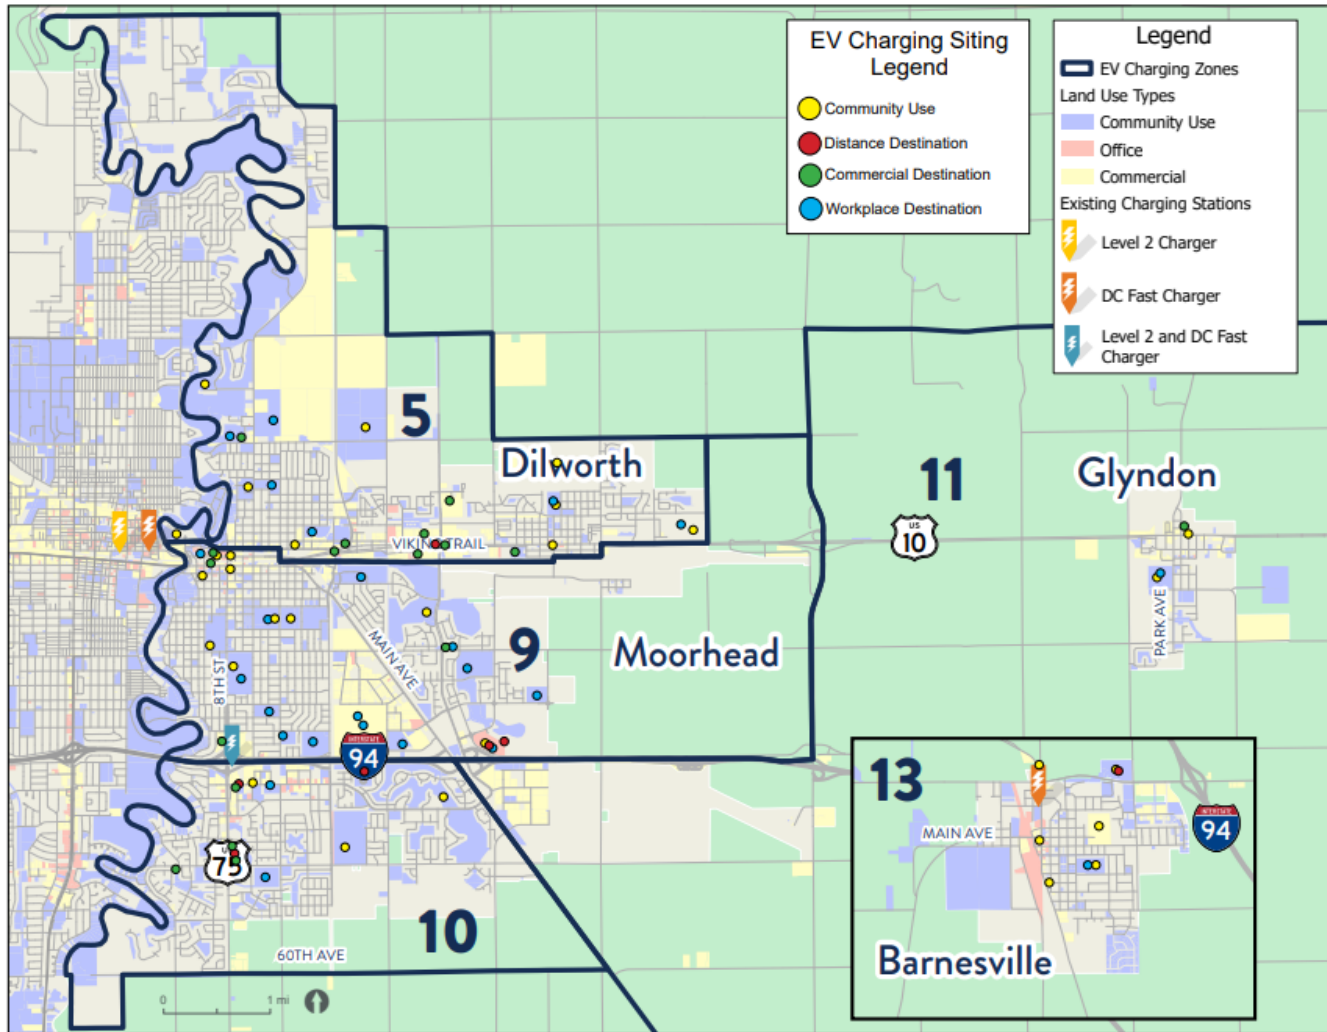 EV Charging Siting
Legend
Community Use
Distance Destination
Commercial Destination
Workplace Destination
Legend
EV Charging Zones
Land Use Types
Community Use
Office
Commercial
Existing Charging Stations
Level 2 Charger
DC Fast Charger
Level 2 and DC Fast
Charger
5
Dilworth
11
Glyndon
US
10
VIKING TRAIL
PARK AVE
MAIN AVE
9
Moorhead
8TH ST
INTERSTATE
94
13
MAIN AVE
INTERSTATE
94
75
10
Barnesville
60TH AVE
0
1 mi